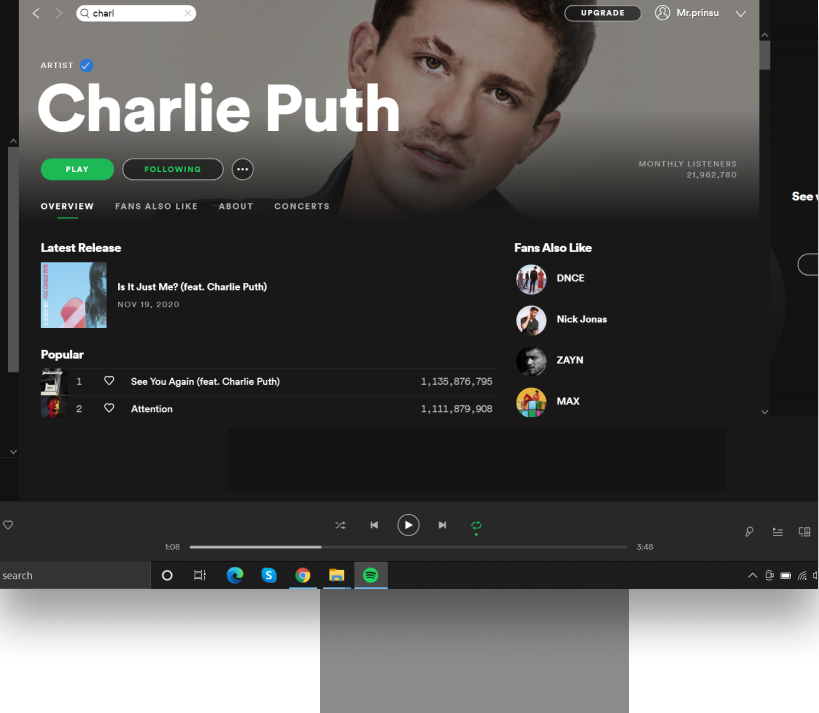 charl
UPGRADE
Mr.prinsu
ARTIST
Charlie Puth
PLAY
FOLLOWING
MONTHLY LISTENERS
21,962,780
OVERVIEW
FANS ALSO LIKE
ABOUT
CONCERTS
See
Latest Release
Is It Just Me? (feat. Charlie Puth)
NOV 19, 2020
Popular
1 See You Again (feat. Charlie Puth) 1,135,876,795
2 Attention 1,111,879,908
Fans Also Like
DNCE
Nick Jonas
ZAYN
MAX
1:08
3:48
search